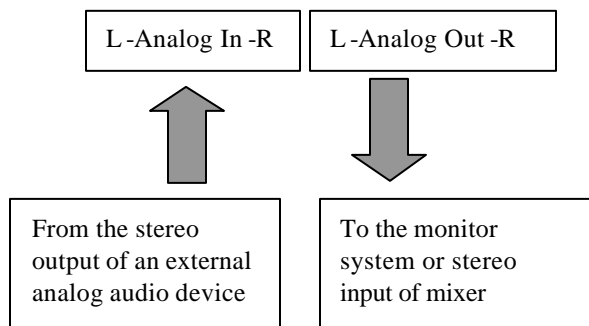 L -Analog In -R
L -Analog Out -R
From the stereo
output of an external
analog audio device
To the monitor
system or stereo
input of mixer